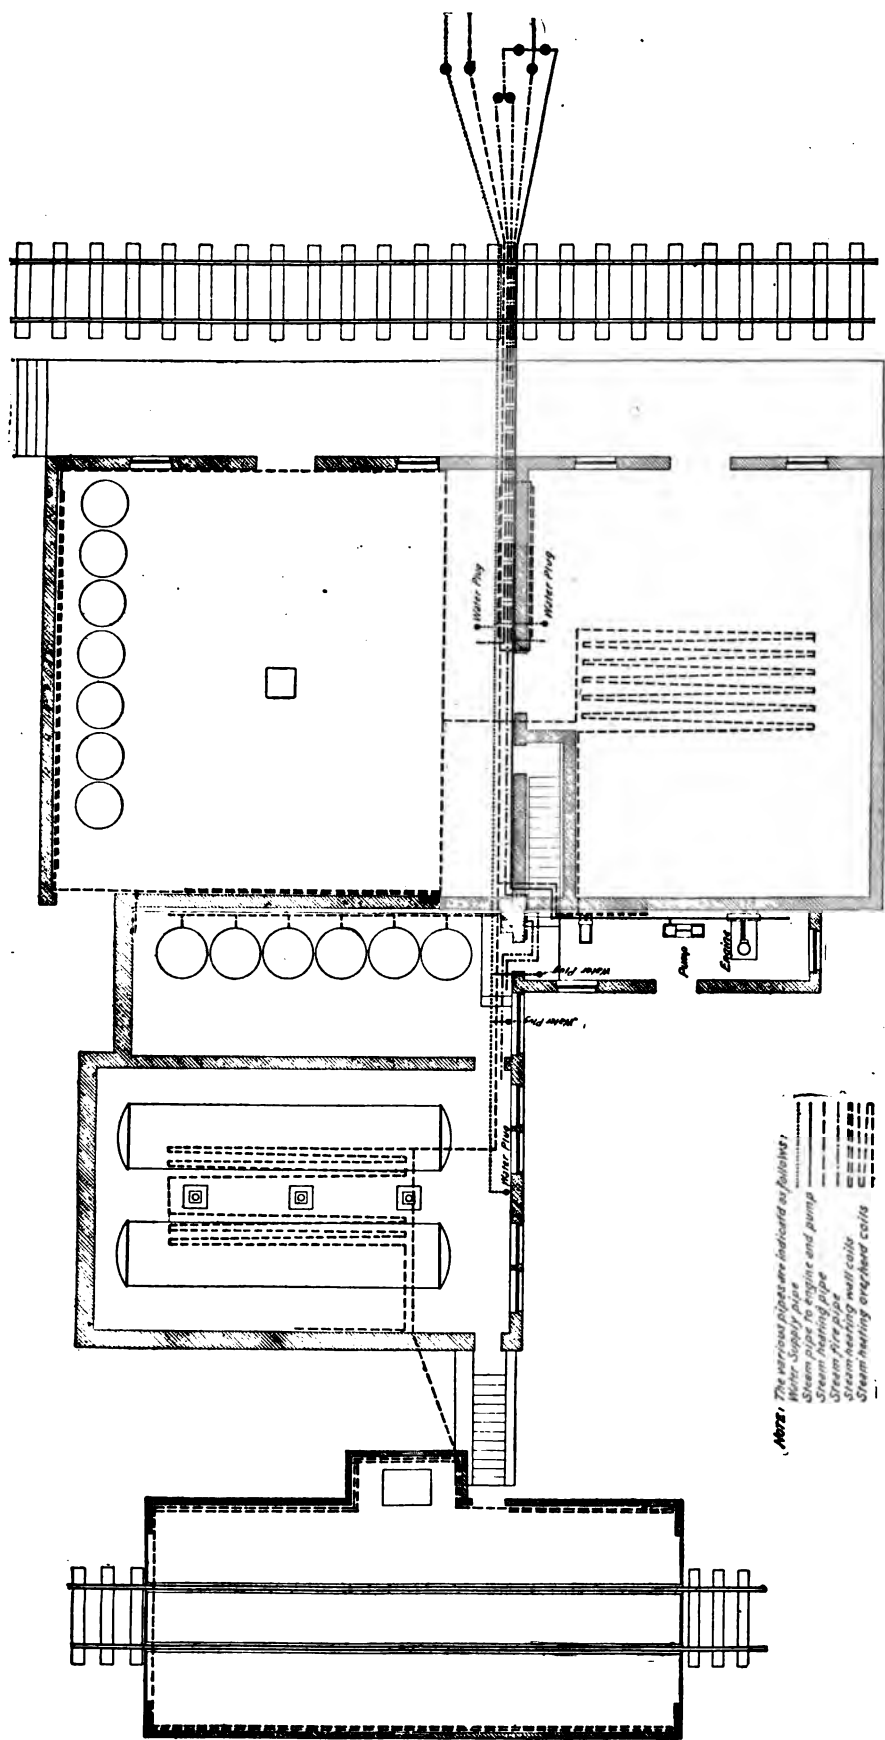 Water Plug
Water Plug
Pump
Engine
Water Plug
Water Plug
Water Plug
NOTE: The various pipes are indicated as follows:
Water Supply pipe
Steam pipe to engine and pump
Steam heating pipe
Steam fire pipe
Steam heating wall coils
Steam heating overhead coils